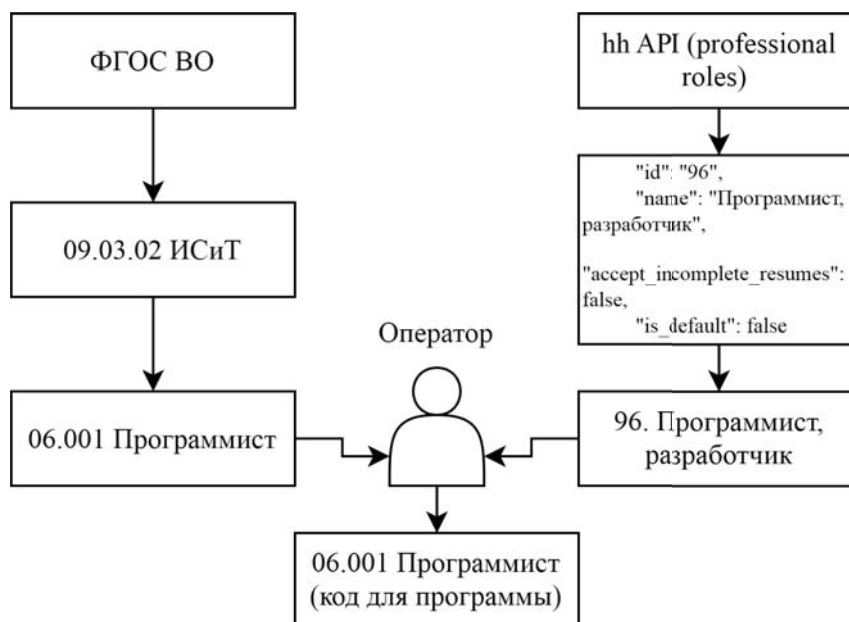 ФГОС ВО
09.03.02 ИСиТ
06.001 Программист
hh API (professional
roles)
"id": "96",
"name": "Программист,
разработчик",
"accept_incomplete_resumes":
false,
"is_default": false
96. Программист,
разработчик
Оператор
06.001 Программист
(код для программы)